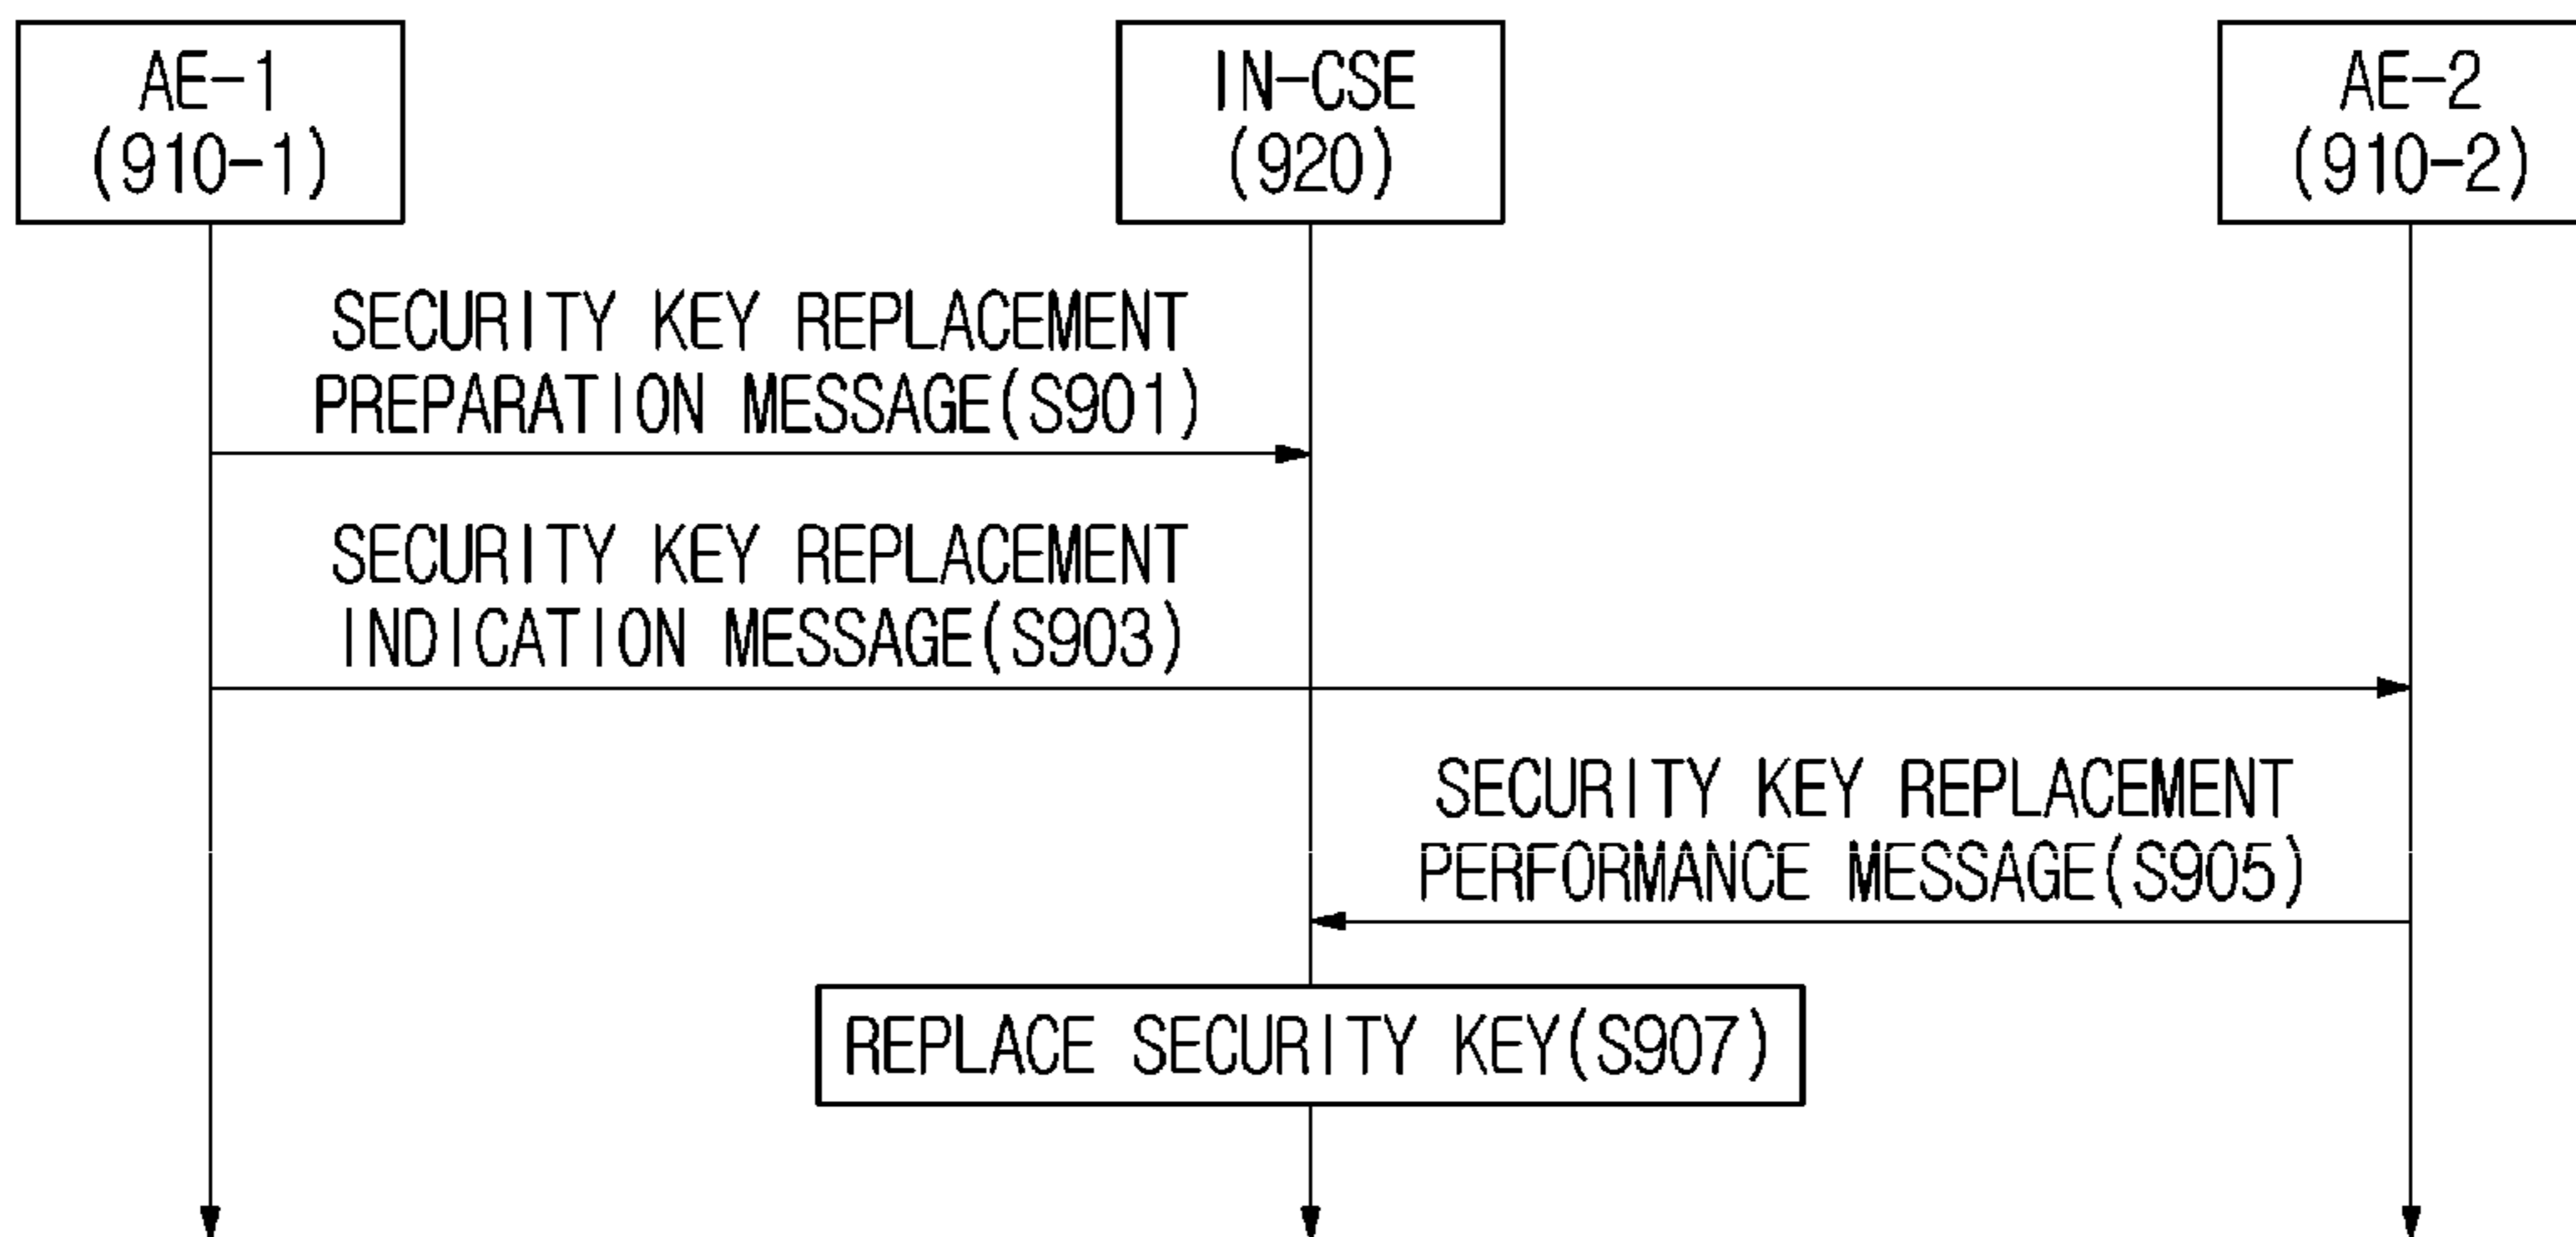 AE-1
(910-1)
IN-CSE
(920)
AE-2
(910-2)
SECURITY KEY REPLACEMENT
PREPARATION MESSAGE(S901)
SECURITY KEY REPLACEMENT
INDICATION MESSAGE(S903)
SECURITY KEY REPLACEMENT
PERFORMANCE MESSAGE(S905)
REPLACE SECURITY KEY(S907)